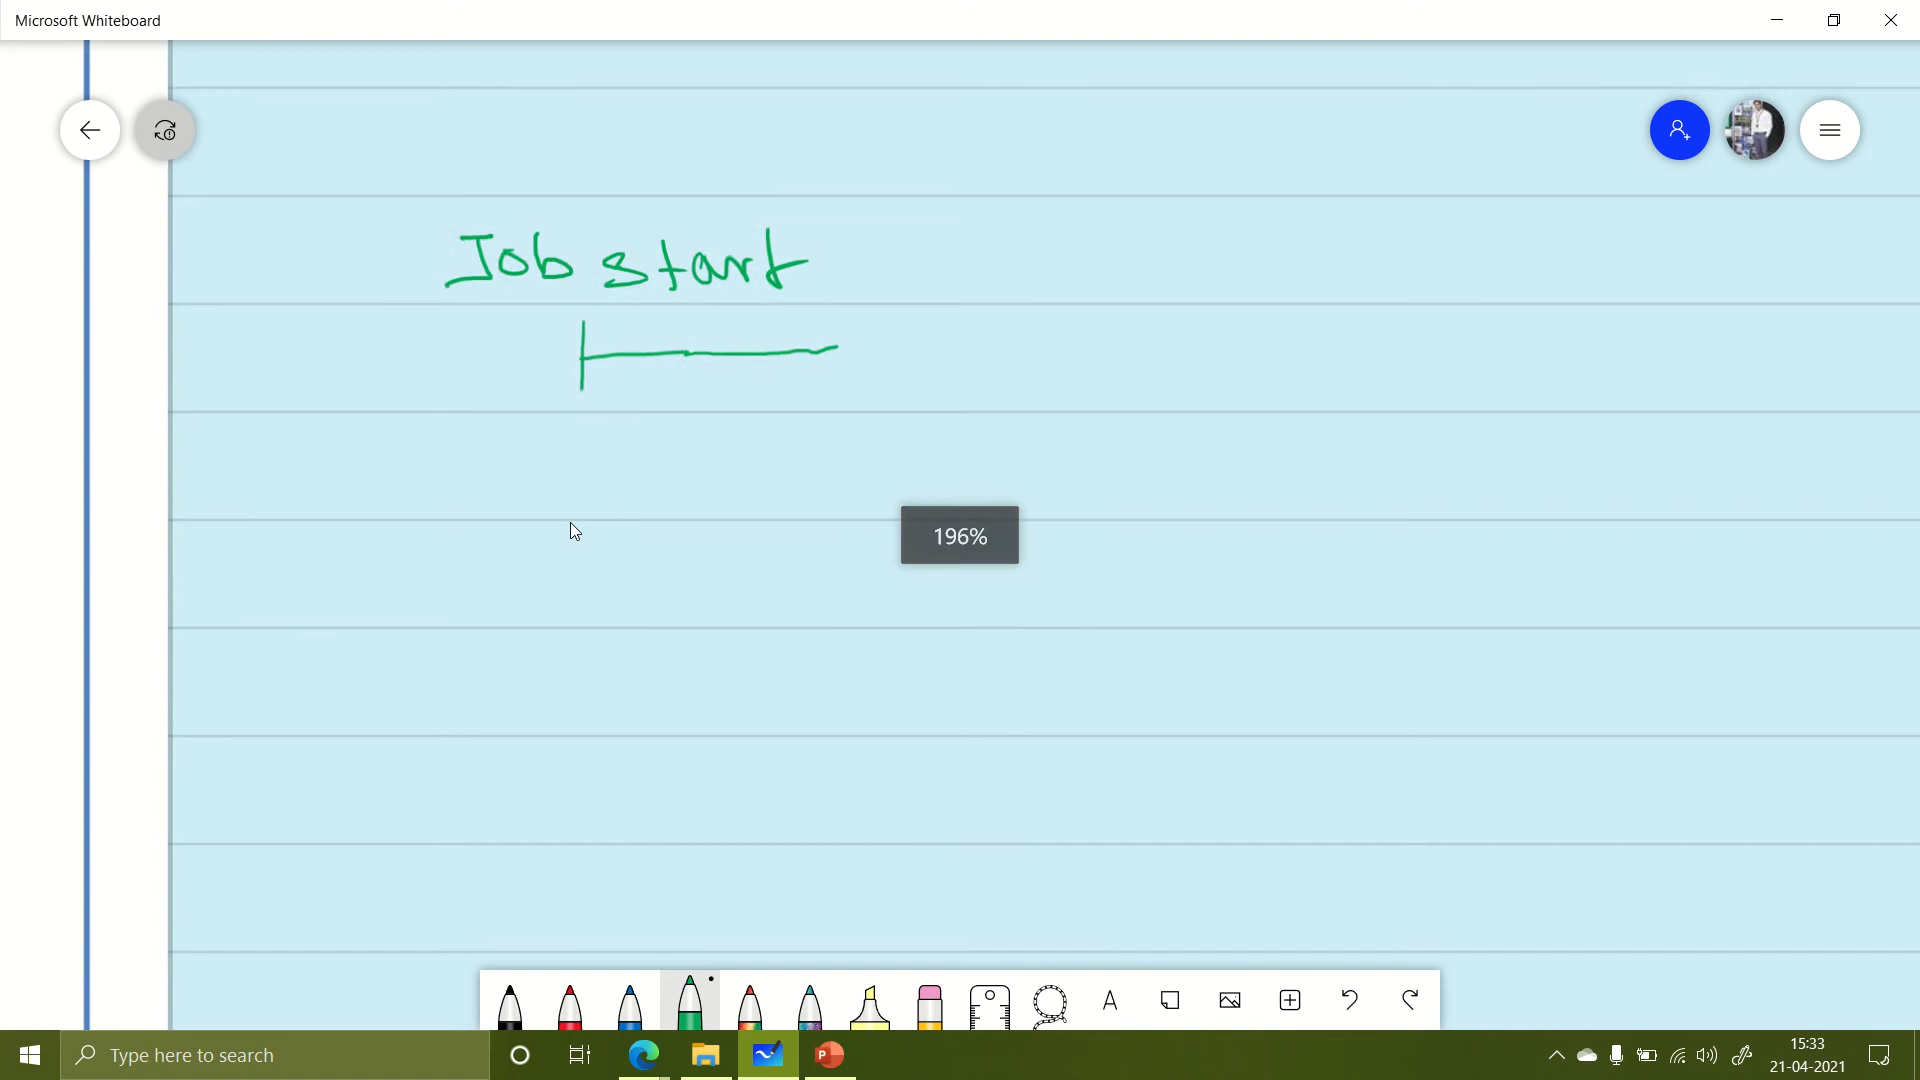 Microsoft Whiteboard
Job start
196%
A
Type here to search
P
15:33
21-04-2021